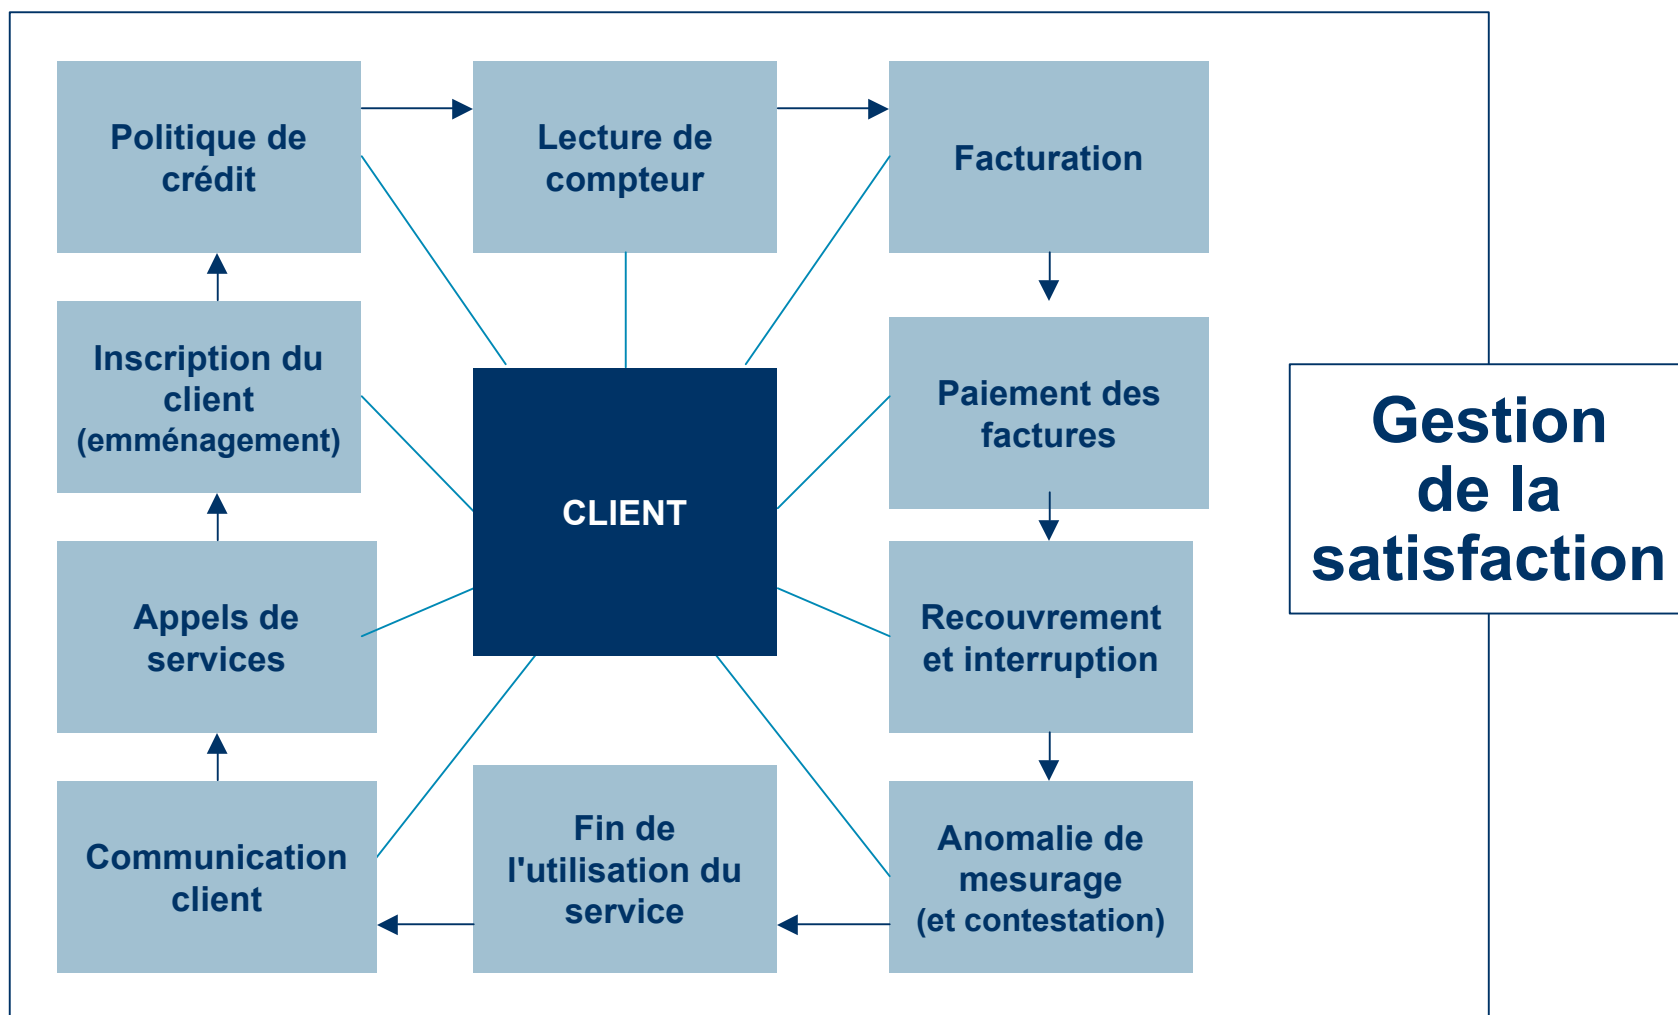 Politique de
crédit
Lecture de
compteur
Facturation
Inscription du
client
(emménagement)
CLIENT
Paiement des
factures
Gestion
de la
satisfaction
Appels de
services
Recouvrement
et interruption
Communication
client
Fin de
l'utilisation du
service
Anomalie de
mesurage
(et contestation)